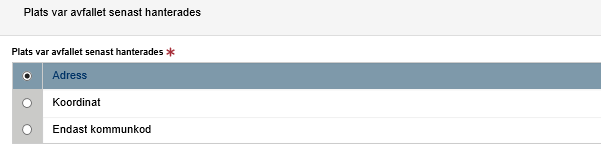 Plats var avfallet senast hanterades
Plats var avfallet senast hanterades *
Adress
Koordinat
Endast kommunkod